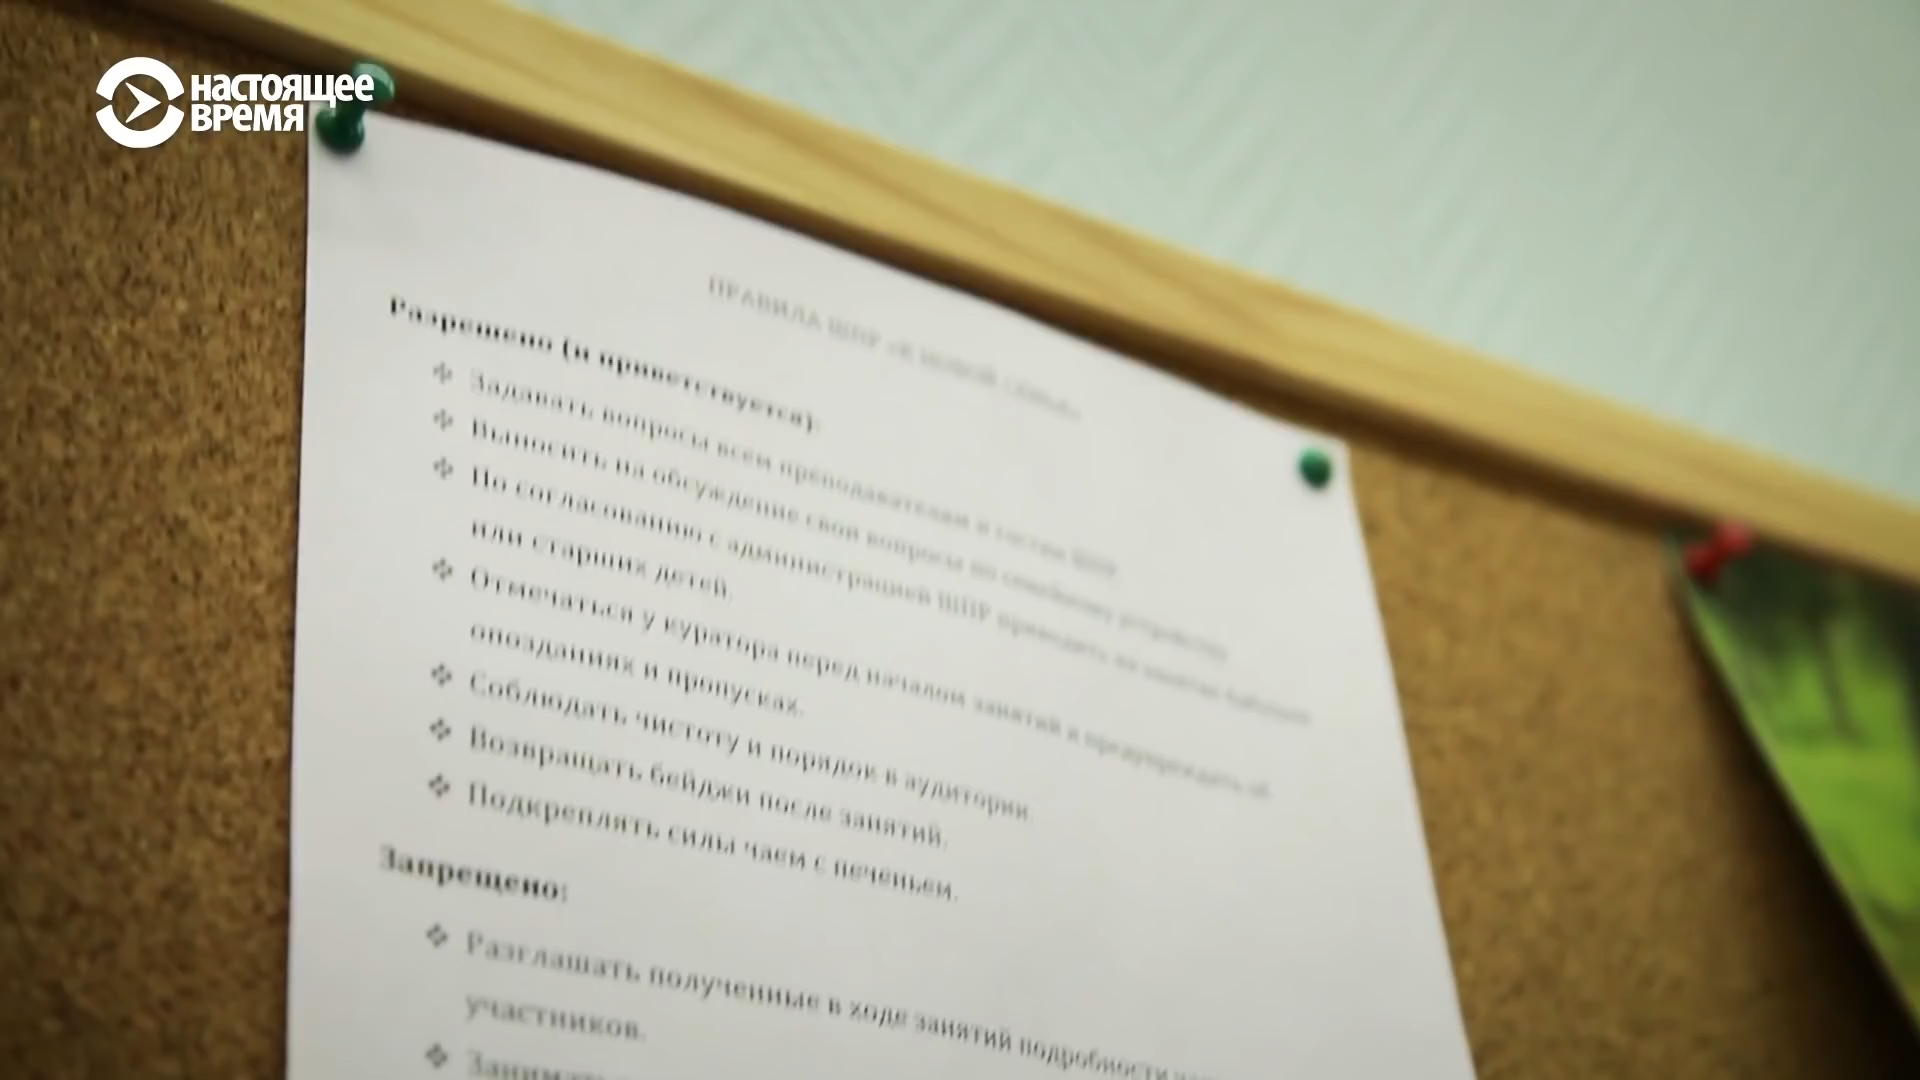 НАСТОЯЩЕЕ
ВРЕМЯ
ПРАВИЛА ШПР «К НОВОЙ СЕМЬЕ»
Разрешено (и приветствуется):
Задавать вопросы всем преподавателям и гостям ШПР.
Выносить на обсуждение свои вопросы по семейному устройству
По согласованию с администрацией ШПР приводить на занятия
или старших детей.
Отмечаться у куратора перед началом занятий и предупреждать об
опозданиях и пропусках.
Соблюдать чистоту и порядок в аудитории.
Возвращать бейджи после занятий.
Подкреплять силы чаем с печеньем.
Запрещено:
Разглашать полученные в ходе занятий подробности
участников.